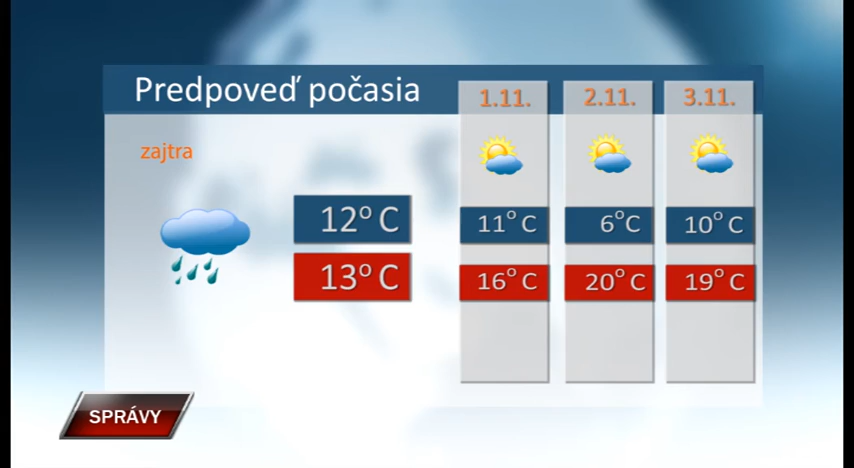 Predpoveď počasia
zajtra
12° C
13° C
1.11. 2.11. 3.11.
11° C 6°C 10° C
16° C 20° C 19° C
SPRÁVY